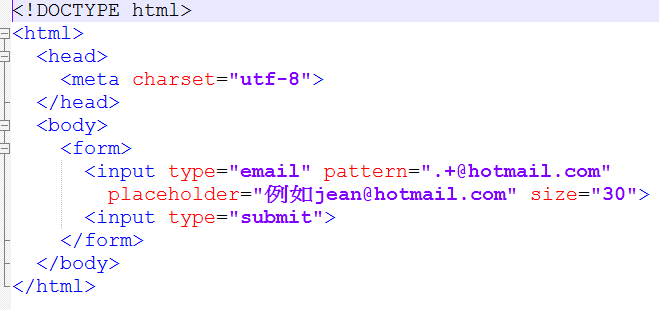 <!DOCTYPE html>
<html>
<head>
<meta charset="utf-8">
</head>
<body>
<form>
<input type="email" pattern=".+@hotmail.com"
placeholder="例如jean@hotmail.com" size="30">
<input type="submit">
</form>
</body>
</html>